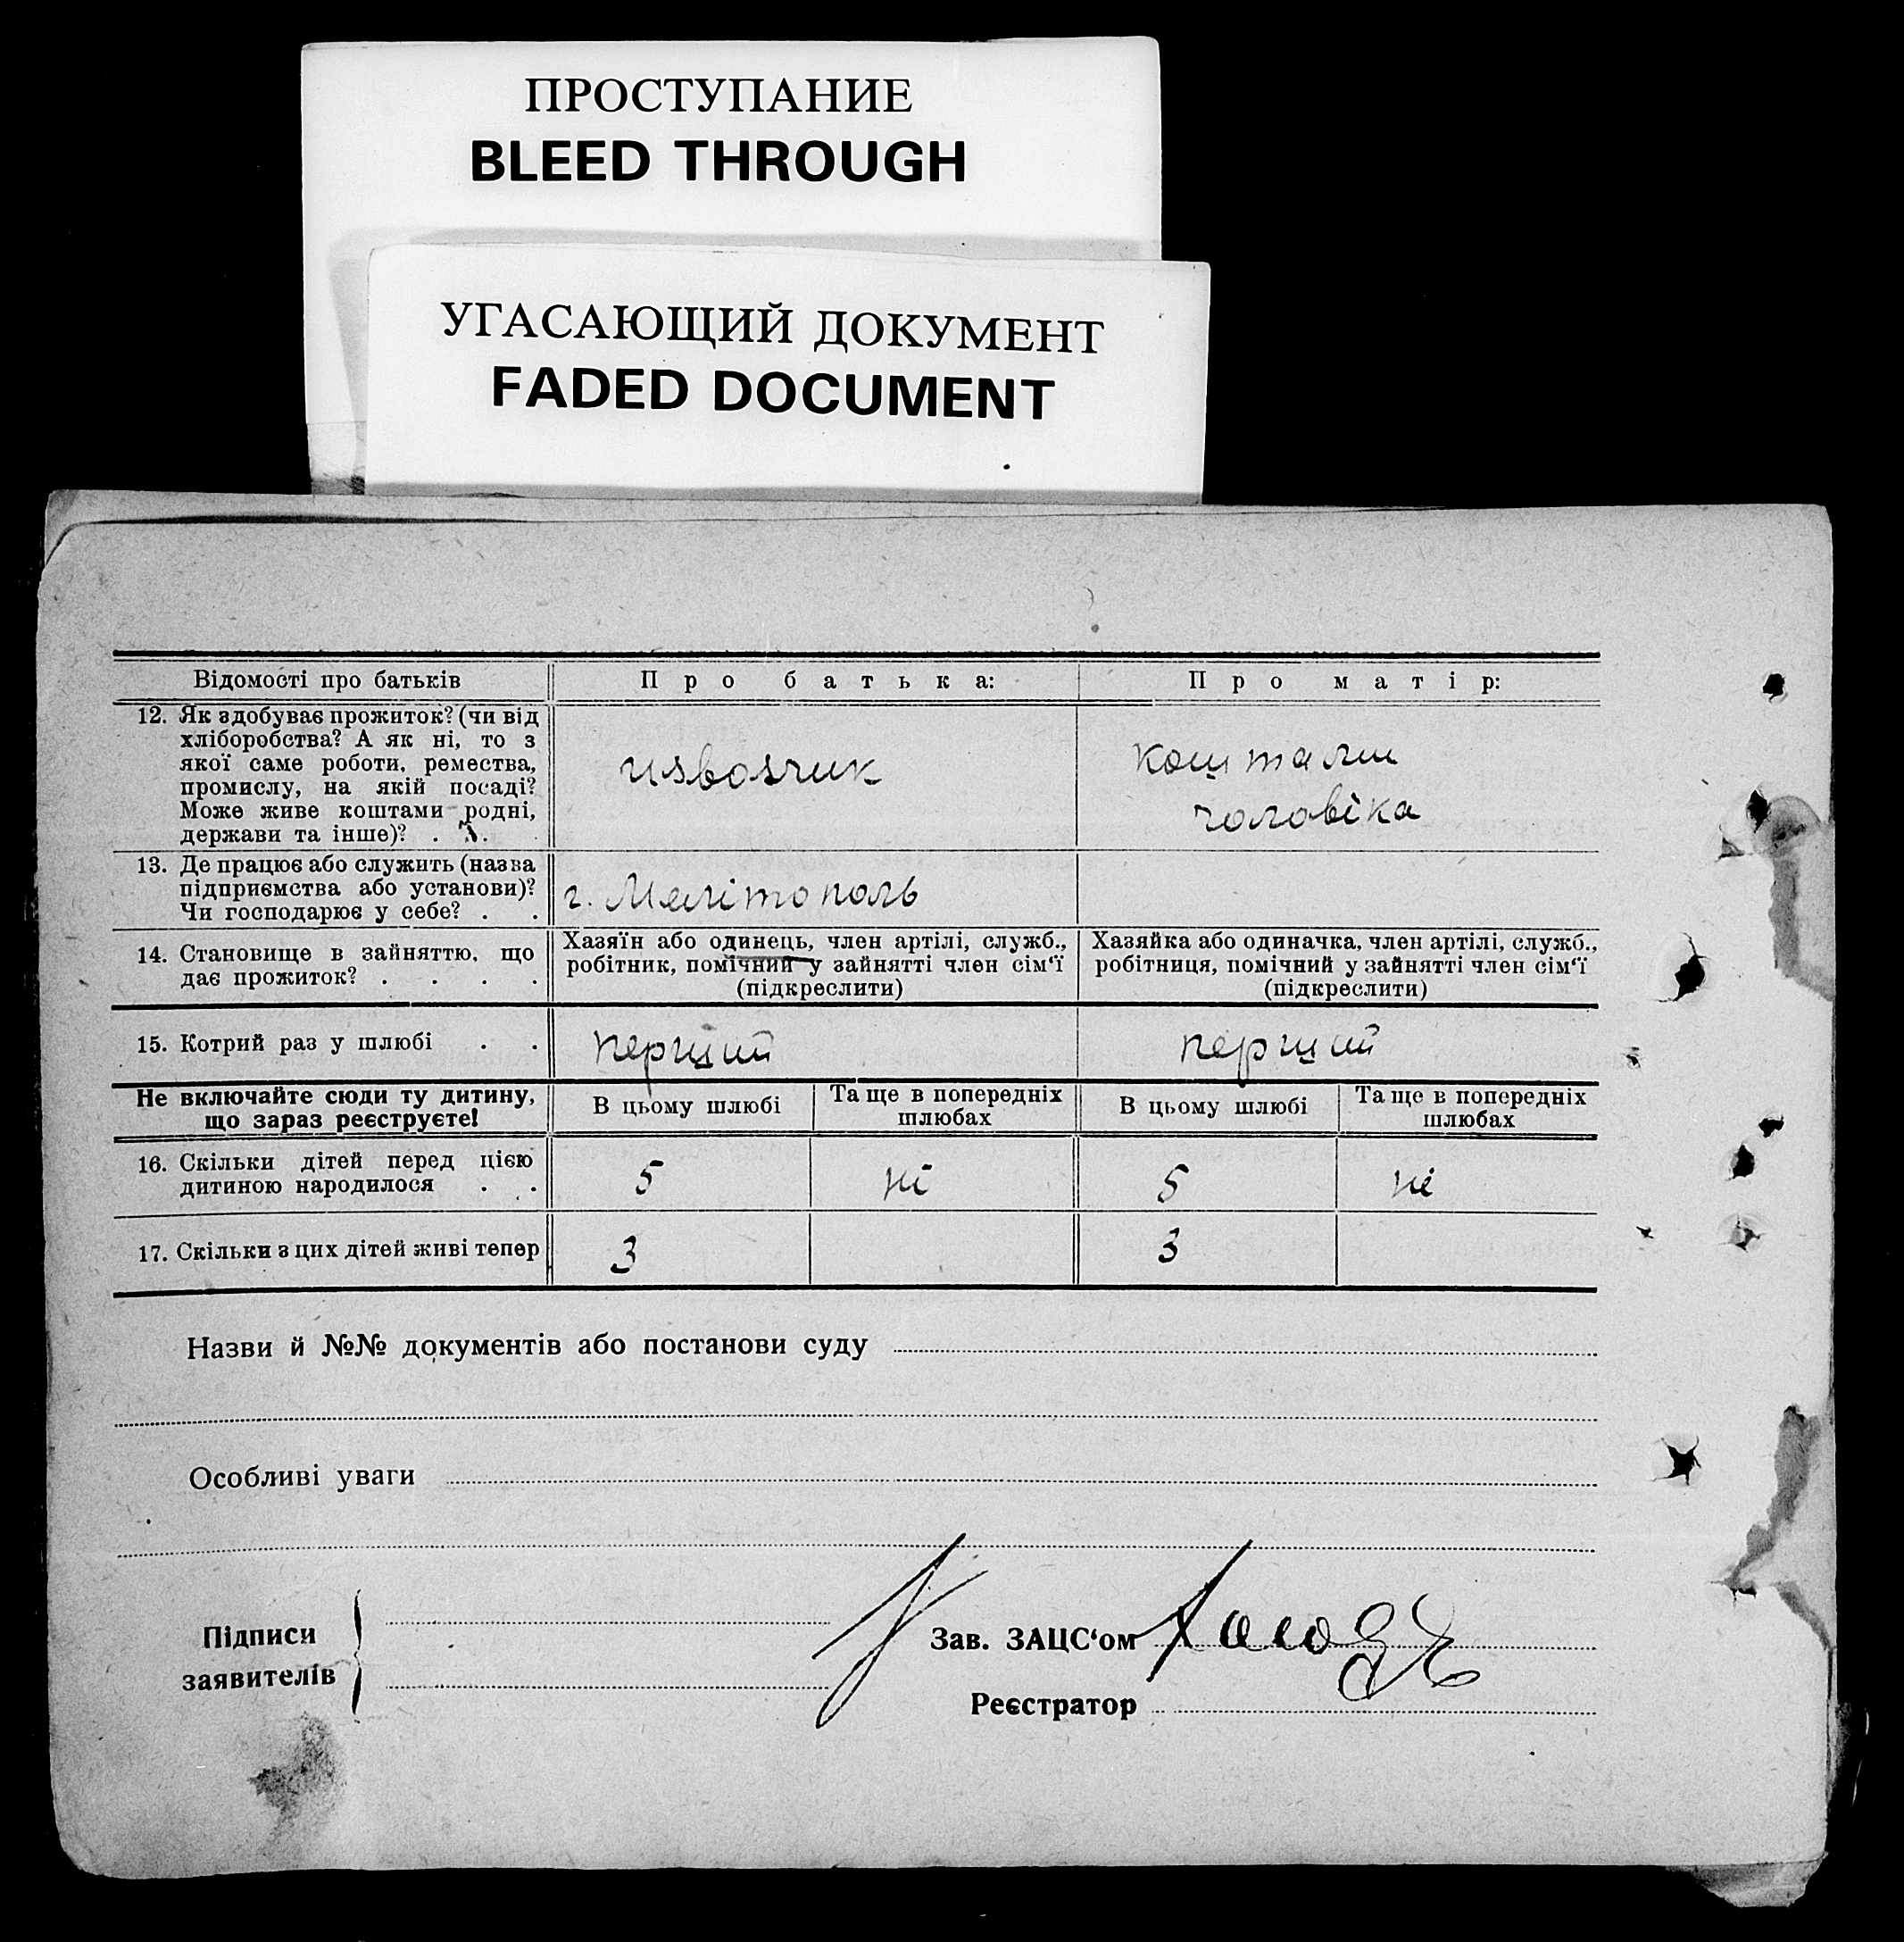 ПРОСТУПАНИЕ
BLEED THROUGH
УГАСАЮЩИЙ ДОКУМЕНТ
FADED DOCUMENT
Відомості про батьків
Про батька:
Про матір:
12. Як здобуває прожиток? (чи від
хліборобства? А як ні, то з
якої саме роботи, ремества,
промислу, на якій посаді?
Може живе коштами родні,
держави та інше)? . .
извозчик
коштами
чоловіка
13. Де працює або служить (назва
підприємства або установи)?
Чи господарює у себе? . .
г. Мелітополь
14. Становище в зайняттю, що
дає прожиток? . . . .
Хазяїн або одинець, член артілі, служб.,
робітник, помічний у зайнятті член сім‘ї
(підкреслити)
Хазяйка або одиначка, член артілі, служб.,
робітниця, помічний у зайнятті член сім‘ї
(підкреслити)
15. Котрий раз у шлюбі . .
перший
перший
Не включайте сюди ту дитину,
що зараз реєструєте!
В цьому шлюбі
Та ще в попередніх
шлюбах
В цьому шлюбі
Та ще в попередніх
шлюбах
16. Скільки дітей перед цією
дитиною народилося . .
5
ні
5
ні
17. Скільки з цих дітей живі тепер
3
3
Назви й №№ документів або постанови суду
Особливі уваги
Підписи
заявителів
Зав. ЗАЦС‘ом
Реєстратор